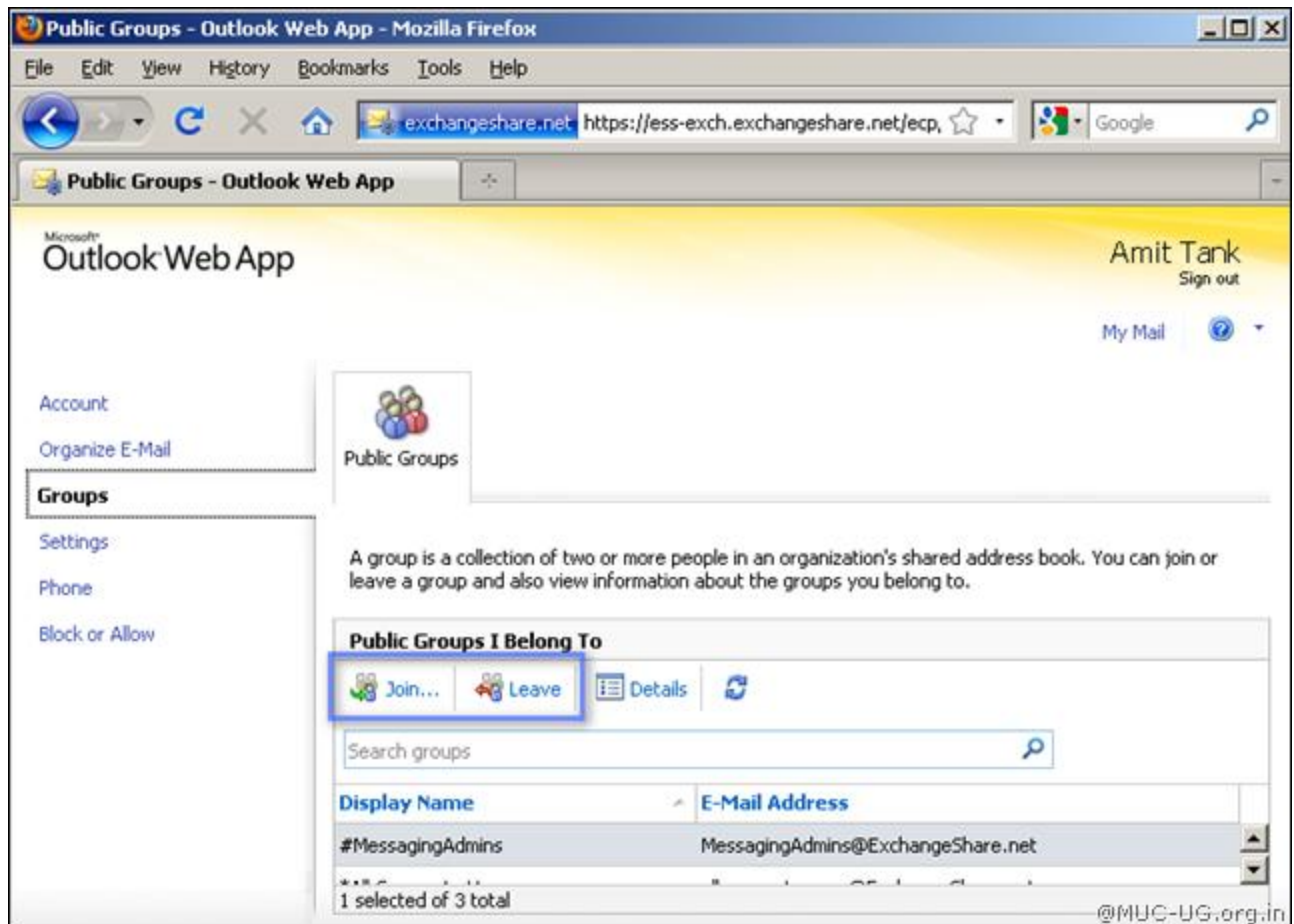 Public Groups - Outlook Web App - Mozilla Firefox
File Edit View History Bookmarks Tools Help
exchangeshare.net https://ess-exch.exchangeshare.net/ecp, Google
Public Groups - Outlook Web App
Microsoft
Outlook Web App
Amit Tank
Sign out
My Mail
Account
Organize E-Mail
Groups
Settings
Phone
Block or Allow
Public Groups
A group is a collection of two or more people in an organization's shared address book. You can join or
leave a group and also view information about the groups you belong to.
Public Groups I Belong To
Join... Leave Details
Search groups
Display Name E-Mail Address
#MessagingAdmins MessagingAdmins@ExchangeShare.net
1 selected of 3 total
@MUC-UG.org.in